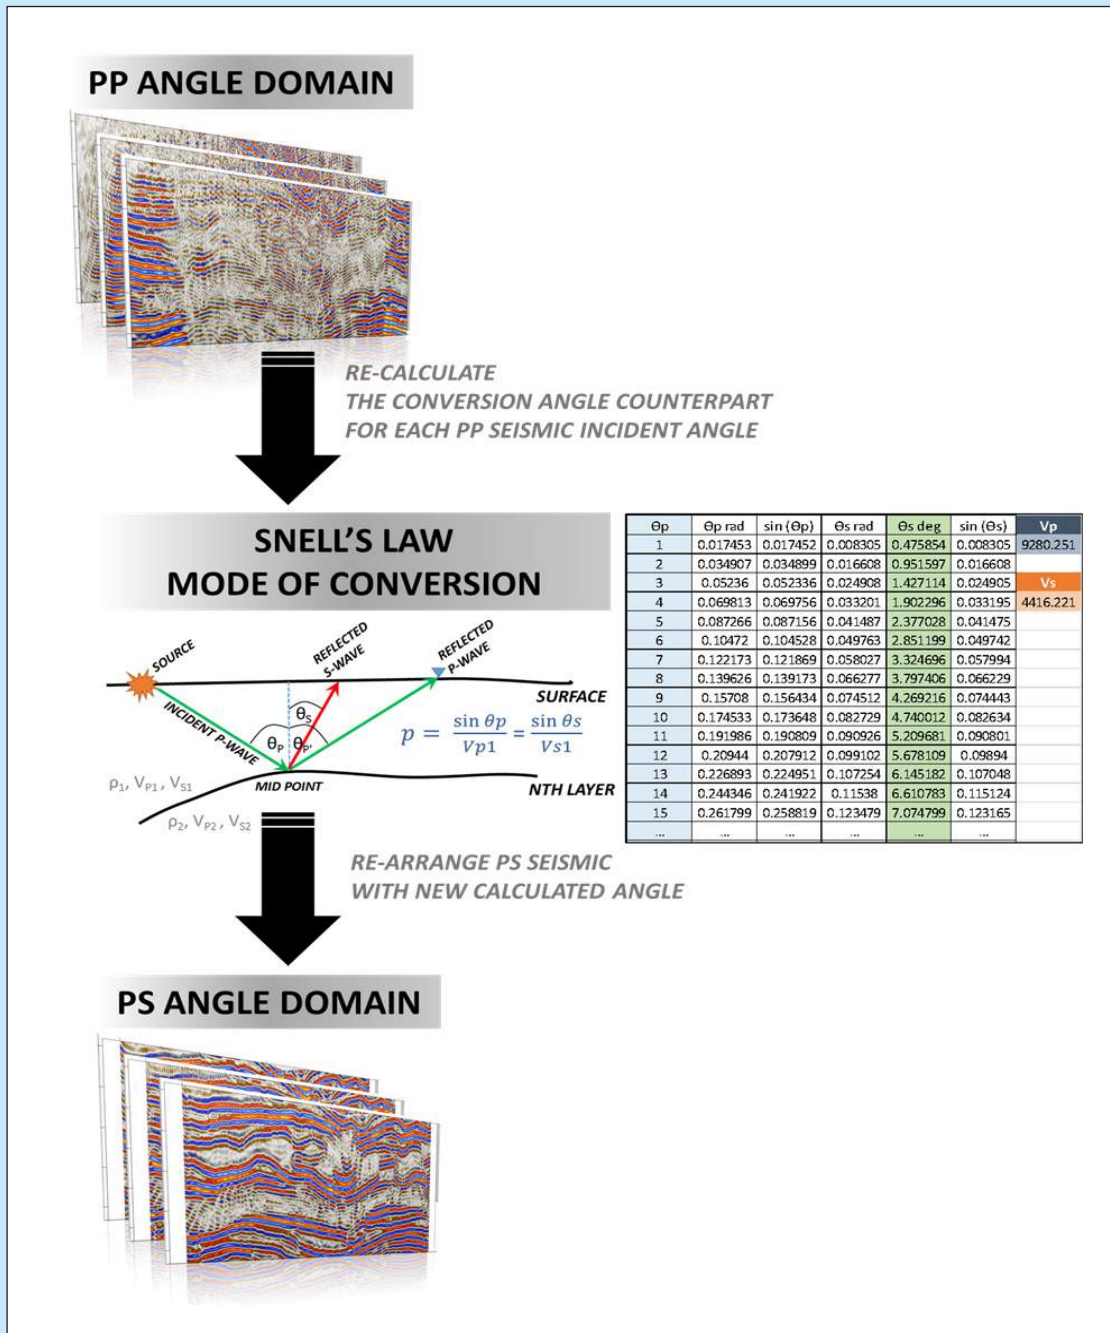 PP ANGLE DOMAIN
RE-CALCULATE
THE CONVERSION ANGLE COUNTERPART
FOR EACH PP SEISMIC INCIDENT ANGLE
SNELL'S LAW
MODE OF CONVERSION
SOURCE
REFLECTED
S-WAVE
REFLECTED
P-WAVE
SURFACE
INCIDENT P-WAVE
θS
θP θP'
p = sin θp / Vp1 = sin θs / Vs1
MID POINT
NTH LAYER
ρ1, VP1, VS1
ρ2, VP2, VS2
Θp Θp rad sin (Θp) Θs rad Θs deg sin (Θs) Vp
1 0.017453 0.017452 0.008305 0.475854 0.008305 9280.251
2 0.034907 0.034899 0.016608 0.951597 0.016608
3 0.05236 0.052336 0.024908 1.427114 0.024905 Vs
4 0.069813 0.069756 0.033201 1.902296 0.033195 4416.221
5 0.087266 0.087156 0.041487 2.377028 0.041475
6 0.10472 0.104528 0.049763 2.851199 0.049742
7 0.122173 0.121869 0.058027 3.324696 0.057994
8 0.139626 0.139173 0.066277 3.797406 0.066229
9 0.15708 0.156434 0.074512 4.269216 0.074443
10 0.174533 0.173648 0.082729 4.740012 0.082634
11 0.191986 0.190809 0.090926 5.209681 0.090801
12 0.20944 0.207912 0.099102 5.678109 0.09894
13 0.226893 0.224951 0.107254 6.145182 0.107048
14 0.244346 0.241922 0.11538 6.610783 0.115124
15 0.261799 0.258819 0.123479 7.074799 0.123165
... ... ... ... ... ...
RE-ARRANGE PS SEISMIC
WITH NEW CALCULATED ANGLE
PS ANGLE DOMAIN